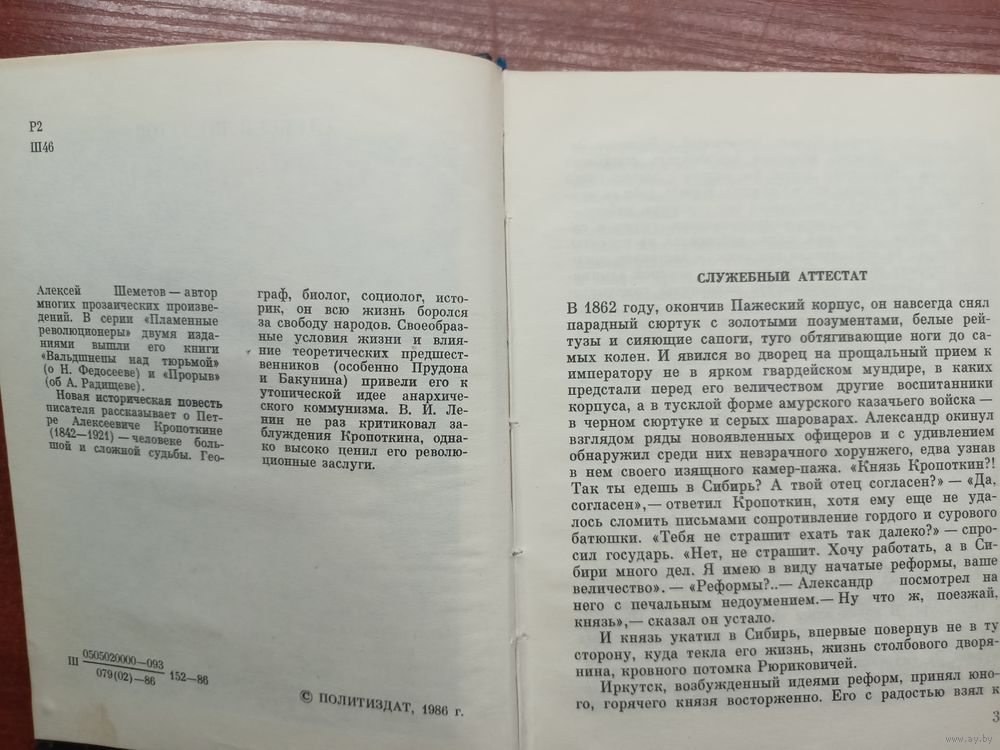 Р2
Ш46
Алексей Шеметов — автор
многих прозаических произве-
дений. В серии «Пламенные
революционеры» двумя изда-
ниями вышли его книги
«Вальдшнепы над тюрьмой»
(о Н. Федосееве) и «Прорыв»
(об А. Радищеве).
Новая историческая повесть
писателя рассказывает о Пет-
ре Алексеевиче Кропоткине
(1842—1921) — человеке боль-
шой и сложной судьбы. Гео-
граф, биолог, социолог, исто-
рик, он всю жизнь боролся
за свободу народов. Своеобраз-
ные условия жизни и влия-
ние теоретических предшест-
венников (особенно Прудона
и Бакунина) привели его к
утопической идее анархиче-
ского коммунизма. В. И. Ле-
нин не раз критиковал за-
блуждения Кропоткина, одна-
ко высоко ценил его револю-
ционные заслуги.
Ш 0505020000—093
079(02)—86 152—86
© ПОЛИТИЗДАТ, 1986 г.
СЛУЖЕБНЫЙ АТТЕСТАТ
В 1862 году, окончив Пажеский корпус, он навсегда снял
парадный сюртук с золотыми позументами, белые рей-
тузы и сияющие сапоги, туго обтягивающие ноги до са-
мых колен. И явился во дворец на прощальный прием к
императору не в ярком гвардейском мундире, в каких
предстали перед его величеством другие воспитанники
корпуса, а в тусклой форме амурского казачьего войска —
в черном сюртуке и серых шароварах. Александр окинул
взглядом ряды новоявленных офицеров и с удивлением
обнаружил среди них невзрачного хорунжего, едва узнав
в нем своего изящного камер-пажа. «Князь Кропоткин?!
Так ты едешь в Сибирь? А твой отец согласен?» — «Да,
согласен»,— ответил Кропоткин, хотя ему еще не уда-
лось сломить письмами сопротивление гордого и сурового
батюшки. «Тебя не страшит ехать так далеко?» — спро-
сил государь. «Нет, не страшит. Хочу работать, а в Си-
бири много дел. Я имею в виду начатые реформы, ваше
величество».— «Реформы?..— Александр посмотрел на
него с печальным недоумением.— Ну что ж, поезжай,
князь»,— сказал он устало.
И князь укатил в Сибирь, впервые повернув не в ту
сторону, куда текла его жизнь, жизнь столбового дворя-
нина, кровного потомка Рюриковичей.
Иркутск, возбужденный идеями реформ, принял юно-
го, горячего князя восторженно. Его с радостью взял к
3
www.ay.by